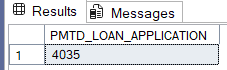 Results Messages
PMTD_LOAN_APPLICATION
1 4035